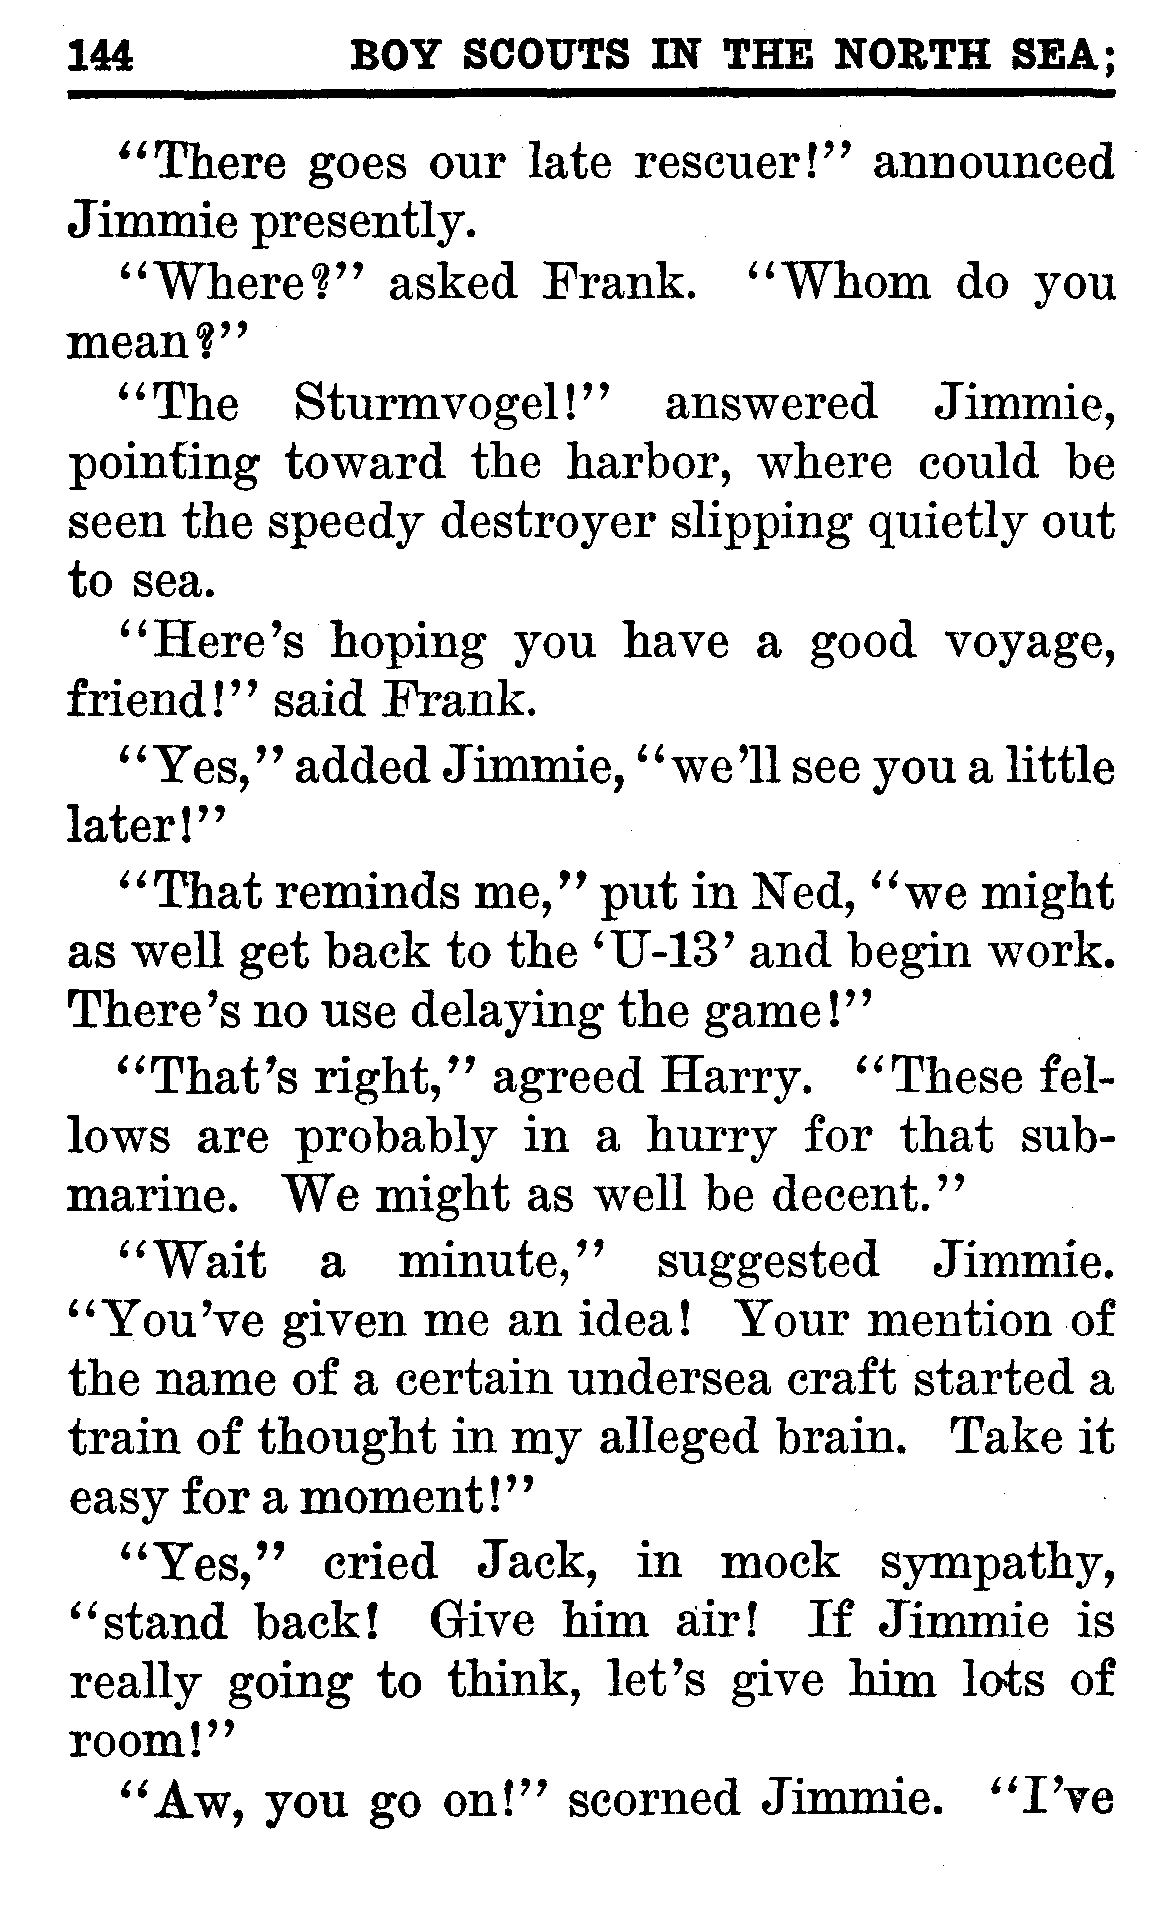 144 BOY SCOUTS IN THE NORTH SEA;
“There goes our late rescuer!” announced
Jimmie presently.
“Where?” asked Frank. “Whom do you
mean?”
“The Sturmvogel!” answered Jimmie,
pointing toward the harbor, where could be
seen the speedy destroyer slipping quietly out
to sea.
“Here’s hoping you have a good voyage,
friend!” said Frank.
“Yes,” added Jimmie, “we’ll see you a little
later!”
“That reminds me,” put in Ned, “we might
as well get back to the ‘U-13’ and begin work.
There’s no use delaying the game!”
“That’s right,” agreed Harry. “These fel-
lows are probably in a hurry for that sub-
marine. We might as well be decent.”
“Wait a minute,” suggested Jimmie.
“You’ve given me an idea! Your mention of
the name of a certain undersea craft started a
train of thought in my alleged brain. Take it
easy for a moment!”
“Yes,” cried Jack, in mock sympathy,
“stand back! Give him air! If Jimmie is
really going to think, let’s give him lots of
room!”
“Aw, you go on!” scorned Jimmie. “I’ve